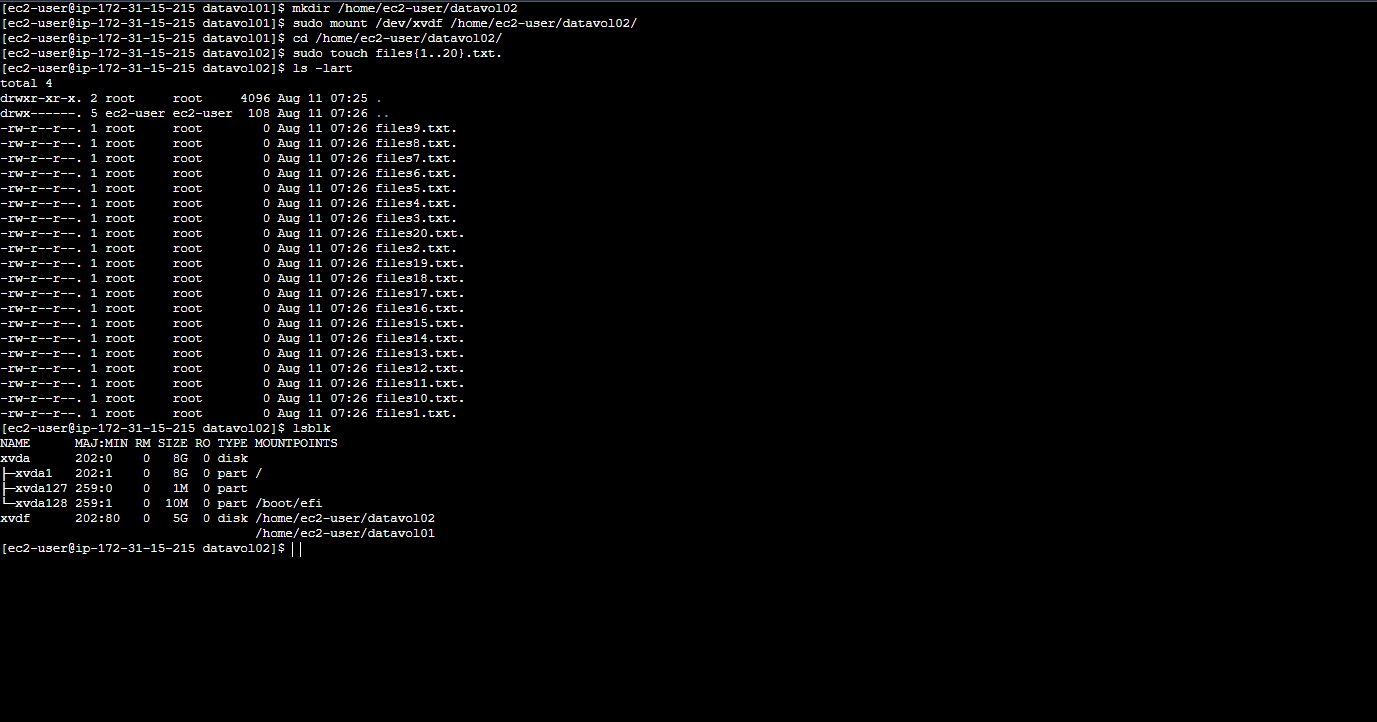 [ec2-user@ip-172-31-15-215 datavol01]$ mkdir /home/ec2-user/datavol02
[ec2-user@ip-172-31-15-215 datavol01]$ sudo mount /dev/xvdf /home/ec2-user/datavol02/
[ec2-user@ip-172-31-15-215 datavol01]$ cd /home/ec2-user/datavol02/
[ec2-user@ip-172-31-15-215 datavol02]$ sudo touch files{1..20}.txt.
[ec2-user@ip-172-31-15-215 datavol02]$ ls -lart
total 4
drwxr-xr-x. 2 root     root     4096 Aug 11 07:25 .
drwx------. 5 ec2-user ec2-user  108 Aug 11 07:26 ..
-rw-r--r--. 1 root     root        0 Aug 11 07:26 files9.txt.
-rw-r--r--. 1 root     root        0 Aug 11 07:26 files8.txt.
-rw-r--r--. 1 root     root        0 Aug 11 07:26 files7.txt.
-rw-r--r--. 1 root     root        0 Aug 11 07:26 files6.txt.
-rw-r--r--. 1 root     root        0 Aug 11 07:26 files5.txt.
-rw-r--r--. 1 root     root        0 Aug 11 07:26 files4.txt.
-rw-r--r--. 1 root     root        0 Aug 11 07:26 files3.txt.
-rw-r--r--. 1 root     root        0 Aug 11 07:26 files20.txt.
-rw-r--r--. 1 root     root        0 Aug 11 07:26 files2.txt.
-rw-r--r--. 1 root     root        0 Aug 11 07:26 files19.txt.
-rw-r--r--. 1 root     root        0 Aug 11 07:26 files18.txt.
-rw-r--r--. 1 root     root        0 Aug 11 07:26 files17.txt.
-rw-r--r--. 1 root     root        0 Aug 11 07:26 files16.txt.
-rw-r--r--. 1 root     root        0 Aug 11 07:26 files15.txt.
-rw-r--r--. 1 root     root        0 Aug 11 07:26 files14.txt.
-rw-r--r--. 1 root     root        0 Aug 11 07:26 files13.txt.
-rw-r--r--. 1 root     root        0 Aug 11 07:26 files12.txt.
-rw-r--r--. 1 root     root        0 Aug 11 07:26 files11.txt.
-rw-r--r--. 1 root     root        0 Aug 11 07:26 files10.txt.
-rw-r--r--. 1 root     root        0 Aug 11 07:26 files1.txt.
[ec2-user@ip-172-31-15-215 datavol02]$ lsblk
NAME      MAJ:MIN RM SIZE RO TYPE MOUNTPOINTS
xvda      202:0    0   8G  0 disk
├─xvda1   202:1    0   8G  0 part /
├─xvda127 259:0    0   1M  0 part
└─xvda128 259:1    0  10M  0 part /boot/efi
xvdf      202:80   0   5G  0 disk /home/ec2-user/datavol02
                                  /home/ec2-user/datavol01
[ec2-user@ip-172-31-15-215 datavol02]$